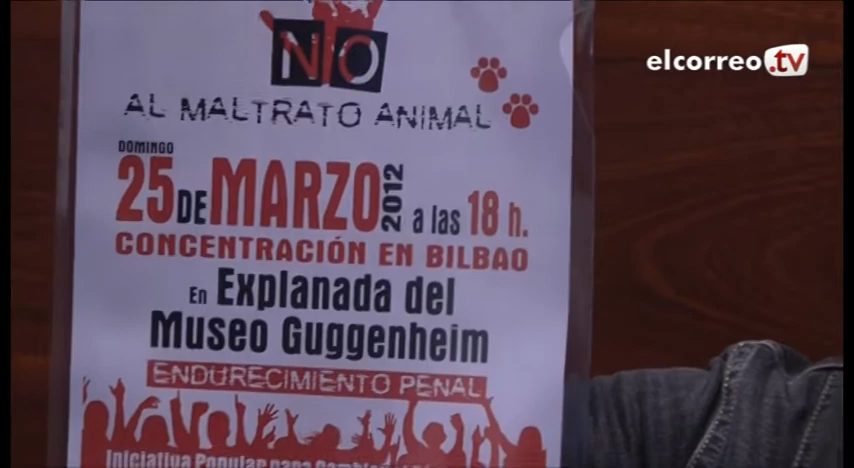 elcorreo.tv
NO
AL MALTRATO ANIMAL
DOMINGO
25 DE MARZO 2012 a las 18 h.
CONCENTRACIÓN EN BILBAO
En Explanada del
Museo Guggenheim
ENDURECIMIENTO PENAL
Iniciativa Popular para